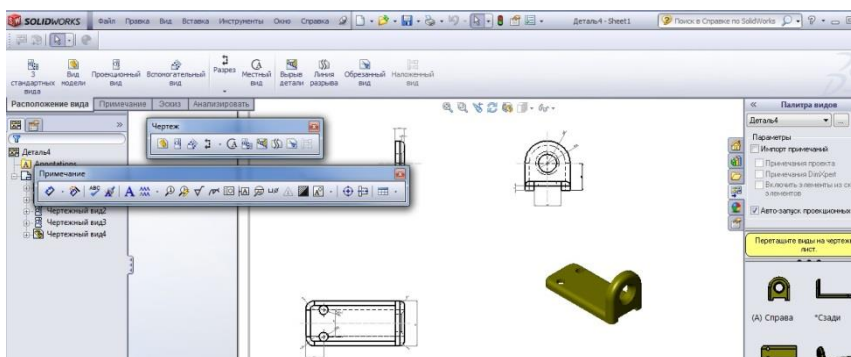 SOLIDWORKS Файл Правка Вид Вставка Инструменты Окно Справка Деталь4 - Sheet1 Поиск в Справке по SolidWorks
3 стандартных вида
Вид модели
Проекционный вид
Вспомогательный вид
Разрез
Местный вид
Вырыв детали
Линия разрыва
Обрезанный вид
Наложенный вид
Расположение вида Примечание Эскиз Анализировать
Палитра видов
Чертеж
Деталь4
Деталь4
Параметры
Annotations
Импорт примечаний
Примечание
Примечания проекта
Примечания DimXpert
Включить элементы из
элементов
Чертежный вид2
Чертежный вид3
Чертежный вид4
Авто-запуск проекционных
Перетащите виды на чертежн
лист.
(A) Справа *Сзади